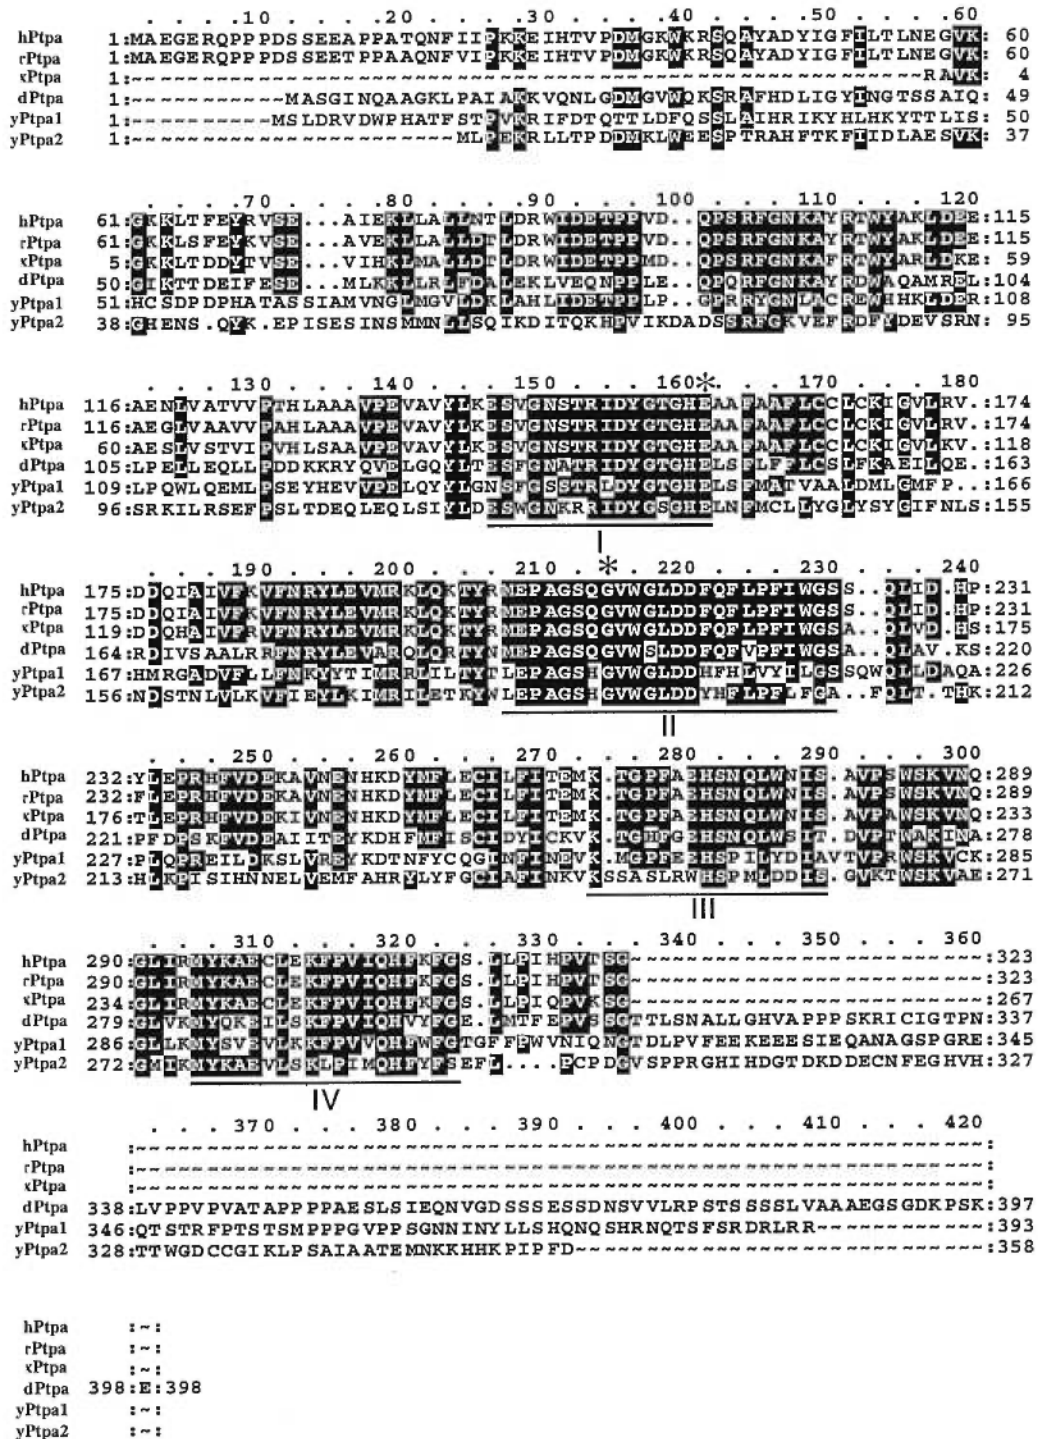 . . . .10 . . . .20 . . . .30 . . . .40 . . . .50 . . . .60
hPtpa 1:MAEGERQPPPDSSEEAPPATQNFIIPKKEIHTVPDMGKWKRSQAYADYIGFILTLNEGVK: 60
rPtpa 1:MAEGERQPPPDSSEETPPAAQNFVIPKKEIHTVPDMGKWKRSQAYADYIGFILTLNEGVK: 60
xPtpa 1:~~~~~~~~~~~~~~~~~~~~~~~~~~~~~~~~~~~~~~~~~~~~~~~~~~~~~~~~RAVK: 4
dPtpa 1:~~~~~~~~~~~MASGINQAAGKLPAIAKKVQNLGDMGVWQKSRAFHDLIGYINGTSSAIQ: 49
yPtpa1 1:~~~~~~~~~~MSLDRVDWPHATFSTPVKRIFDTQTTLDFQSSLAIHRIKYHLHKYTTLIS: 50
yPtpa2 1:~~~~~~~~~~~~~~~~~~~~~~~MLPEKRLLTPDDMKLWEESPTRAHFTKFIIDLAESVK: 37
. . . .70 . . . .80 . . . .90 . . . 100 . . . 110 . . . 120
hPtpa 61:GKKLTFEYRVSE...AIEKLLALLNTLDRWIDETPPVD..QPSRFGNKAYRTWYAKLDEE:115
rPtpa 61:GKKLSFEYKVSE...AVEKLLALLDTLDRWIDETPPVD..QPSRFGNKAYRTWYAKLDEE:115
xPtpa 5:GKKLTDDYTVSE...VIHKLMALLDTLDRWIDETPPMD..QPSRFGNKAFRTWYARLDKE: 59
dPtpa 50:GIKTTDEIFESE...MLKKLLRLFDALEKLVEQNPPLE..QPQRFGNKAYRDWAQAMREL:104
yPtpa1 51:HCSDPDPHATASSIAMVNGLMGVLDKLAHLIDETPPLP..GPRRYGNLACREWHHKLDER:108
yPtpa2 38:GHENS.QYK.EPISESINSMMNLLSQIKDITQKHPVIKDADSSRFGKVEFRDFYDEVSRN: 95
. . . 130 . . . 140 . . . 150 . . . 160* . . . 170 . . . 180
hPtpa 116:AENLVATVVPTHLAAAVPEVAVYLKESVGNSTRIDYGTGHEAAFAAFLCCLCKIGVLRV.:174
rPtpa 116:AEGLVAAVVPAHLAAAVPEVAVYLKESVGNSTRIDYGTGHEAAFAAFLCCLCKIGVLRV.:174
xPtpa 60:AESLVSTVIPVHLSAAVPEVAVYLKESVGNSTRIDYGTGHEAAFAAFLCCLCKIGVLKV.:118
dPtpa 105:LPELLEQLLPDDKKRYQVELGQYLTESFGNATRIDYGTGHELSFLFFLCSLFKAEILQE.:163
yPtpa1 109:LPQWLQEMLPSEYHEVVPELQYYLGNSFGSSTRLDYGTGHELSFMATVAALDMLGMFP..:166
yPtpa2 96:SRKILRSEFPSLTDEQLEQLSIYLDESWGNKRRIDYGSGHELNFMCLLYGLYSYGIFNLS:155
I
. . . 190 . . . 200 . . . 210 . * . 220 . . . 230 . . . 240
hPtpa 175:DDQIAIVFKVFNRYLEVMRKLQKTYRMEPAGSQGVWGLDDFQFLPFIWGSS..QLID.HP:231
rPtpa 175:DDQIAIVFKVFNRYLEVMRKLQKTYRMEPAGSQGVWGLDDFQFLPFIWGSS..QLID.HP:231
xPtpa 119:DDQHAIVFRVFNRYLEVMRKLQKTYRMEPAGSQGVWGLDDFQFLPFIWGSA..QLVD.HS:175
dPtpa 164:RDIVSAALRRFNRYLEVARQLQRTYNMEPAGSQGVWSLDDFQFVPFIWGSA..QLAV.KS:220
yPtpa1 167:HMRGADVFLLFNKYYTIMRRLILTYTLEPAGSHGVWGLDDHFHLVYILGSSQWQLLDAQA:226
yPtpa2 156:NDSTNLVLKVFIEYLKIMRILETKYWLEPAGSHGVWGLDDYHFLPFLFGA..FQLT.THK:212
II
. . . 250 . . . 260 . . . 270 . . . 280 . . . 290 . . . 300
hPtpa 232:YLEPRHFVDEKAVNENHKDYMFLECILFITEMK.TGPFAEHSNQLWNIS.AVPSWSKVNQ:289
rPtpa 232:FLEPRHFVDEKAVNENHKDYMFLECILFITEMK.TGPFAEHSNQLWNIS.AVPSWSKVNQ:289
xPtpa 176:TLEPRHFVDEKIVNENHKDYMFLECILFITEMK.TGPFAEHSNQLWNIS.AVPAWSKVNQ:233
dPtpa 221:PFDPSKFVDEAIITEYKDHFMFISCIDYICKVK.TGHFGEHSNQLWSIT.DVPTWAKINA:278
yPtpa1 227:PLQPREILDKSLVREYKDTNFYCQGINFINEVK.MGPFEEHSPILYDIAVTVPRWSKVCK:285
yPtpa2 213:HLKPISIHNNELVEMFAHRYLYFGCIAFINKVKSSASLRWHSPMLDDIS.GVKTWSKVAE:271
III
. . . 310 . . . 320 . . . 330 . . . 340 . . . 350 . . . 360
hPtpa 290:GLIRMYKAECLEKFPVIQHFKFGS.LLPIHPVTSG~~~~~~~~~~~~~~~~~~~~~~~~~:323
rPtpa 290:GLIRMYKAECLEKFPVIQHFKFGS.LLPIHPVTSG~~~~~~~~~~~~~~~~~~~~~~~~~:323
xPtpa 234:GLIRMYKAECLEKFPVIQHFKFGS.LLPIQPVKSG~~~~~~~~~~~~~~~~~~~~~~~~~:267
dPtpa 279:GLVKMYQKEILSKFPVIQHVYFGE.LMTFEPVSSGTTLSNALLGHVAPPPSKRICIGTPN:337
yPtpa1 286:GLLKMYSVEVLKKFPVVQHFWFGTGFFPWVNIQNGTDLPVFEEKEEESIEQANAGSPGRE:345
yPtpa2 272:GMIKMYKAEVLSKLPIMQHFYFSEFL....PCPDGVSPPRGHIHDGTDKDDECNFEGHVH:327
IV
. . . 370 . . . 380 . . . 390 . . . 400 . . . 410 . . . 420
hPtpa :~~~~~~~~~~~~~~~~~~~~~~~~~~~~~~~~~~~~~~~~~~~~~~~~~~~~~~~~~~~~:
rPtpa :~~~~~~~~~~~~~~~~~~~~~~~~~~~~~~~~~~~~~~~~~~~~~~~~~~~~~~~~~~~~:
xPtpa :~~~~~~~~~~~~~~~~~~~~~~~~~~~~~~~~~~~~~~~~~~~~~~~~~~~~~~~~~~~~:
dPtpa 338:LVPPVPVATAPPPPAESLSIEQNVGDSSSESSDNSVVLRPSTSSSSLVAAAEGSGDKPSK:397
yPtpa1 346:QTSTRFPTSTSMPPPGVPPSGNNINYLLSHQNQSHRNQTSFSRDRLRR~~~~~~~~~~~~:393
yPtpa2 328:TTWGDCCGIKLPSAIAATEMNKKHHKPIPFD~~~~~~~~~~~~~~~~~~~~~~~~~~~~~:358
hPtpa :~:
rPtpa :~:
xPtpa :~:
dPtpa 398:E:398
yPtpa1 :~:
yPtpa2 :~: